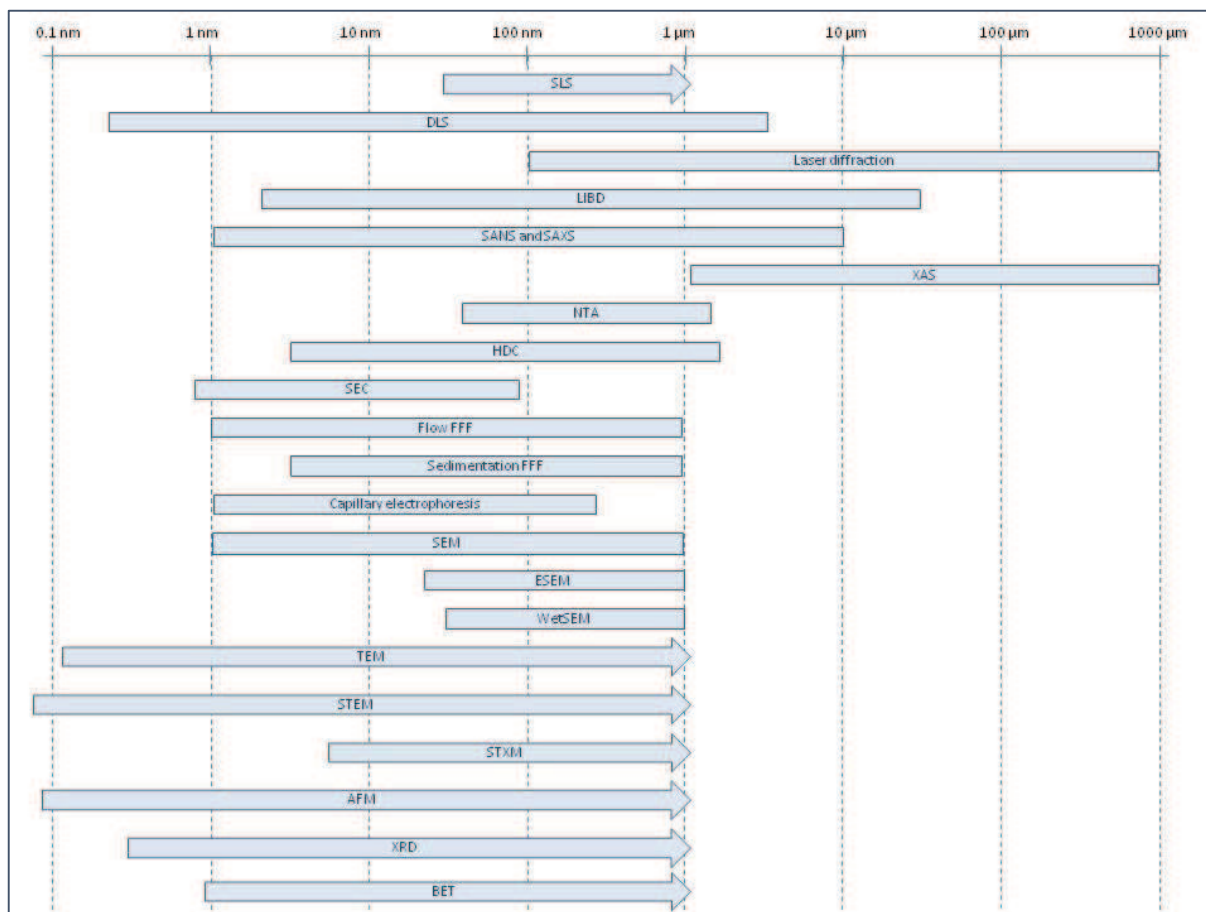 0.1 nm 1 nm 10 nm 100 nm 1 µm 10 µm 100 µm 1000 µm
SLS
DLS
Laser diffraction
LIBD
SANS and SAXS
XAS
NTA
HDC
SEC
Flow FFF
Sedimentation FFF
Capillary electrophoresis
SEM
ESEM
WetSEM
TEM
STEM
STXM
AFM
XRD
BET